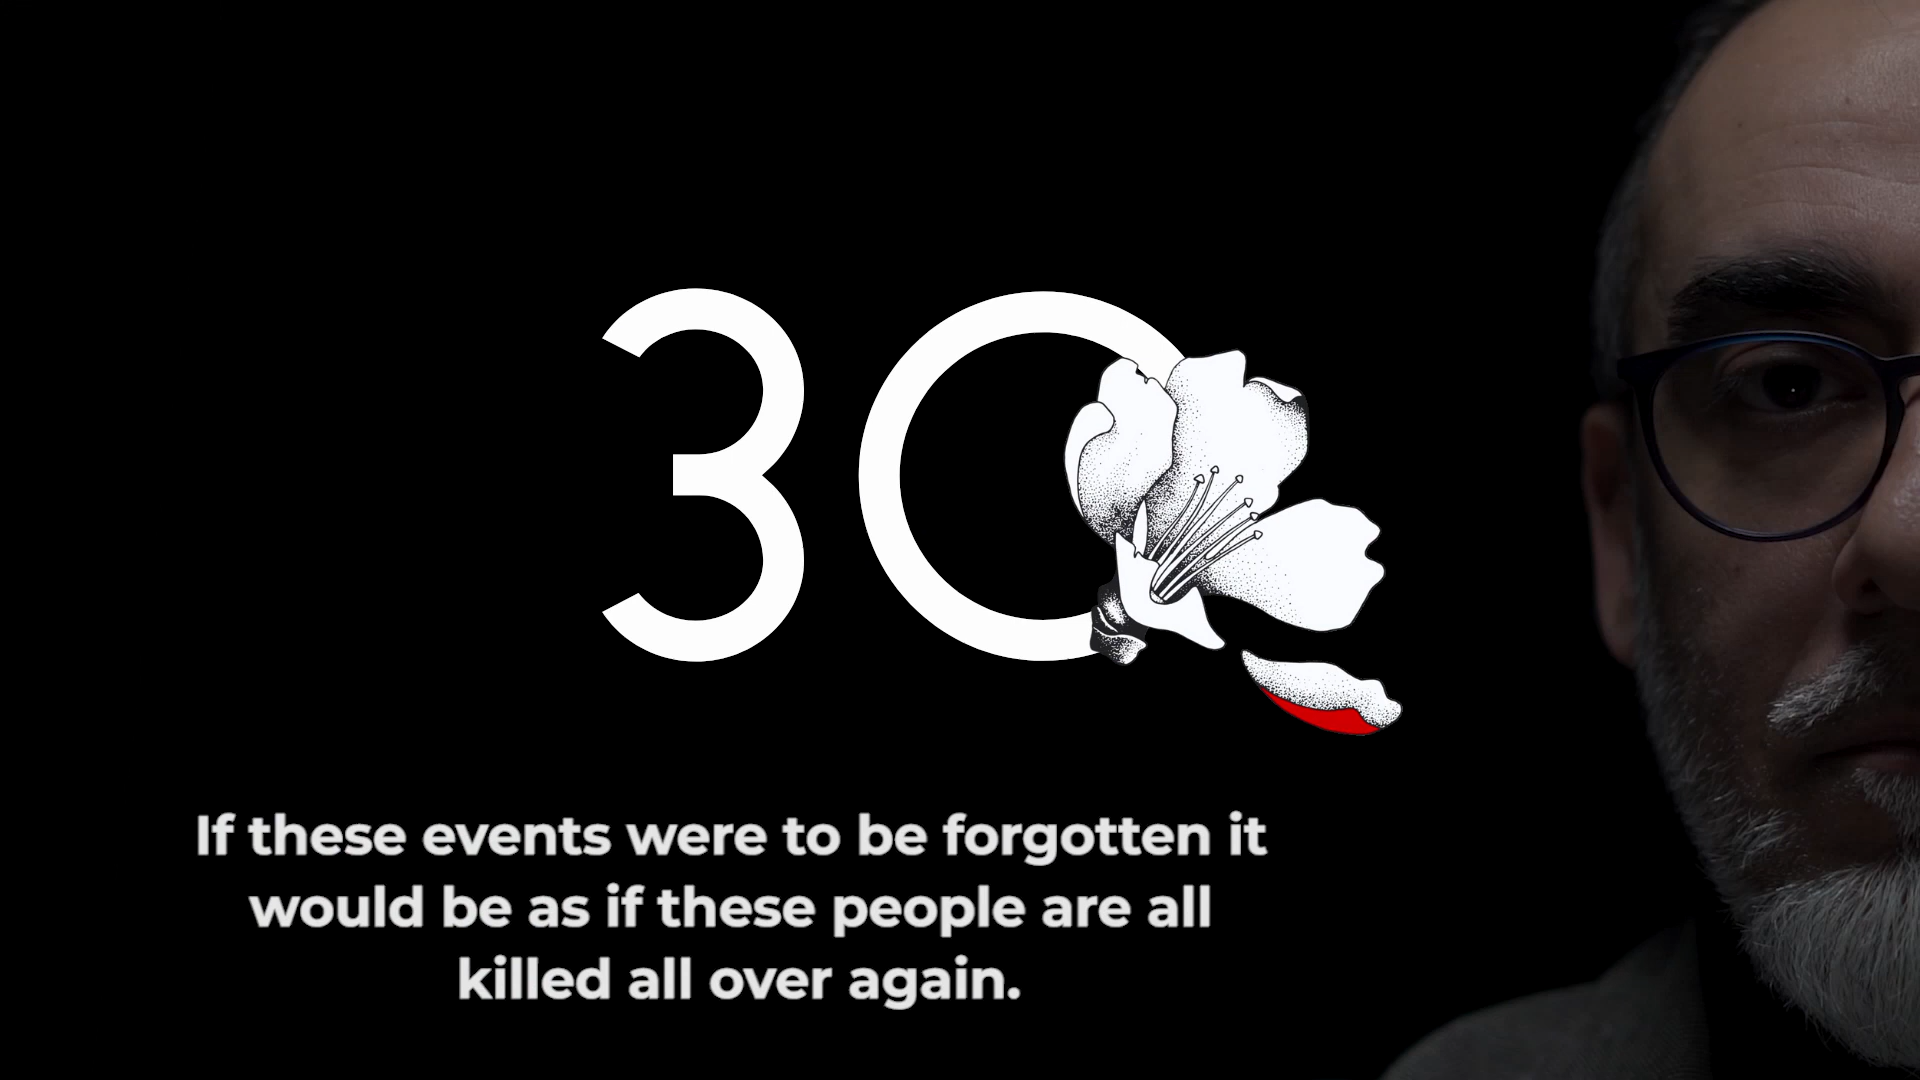 30
If these events were to be forgotten it
would be as if these people are all
killed all over again.